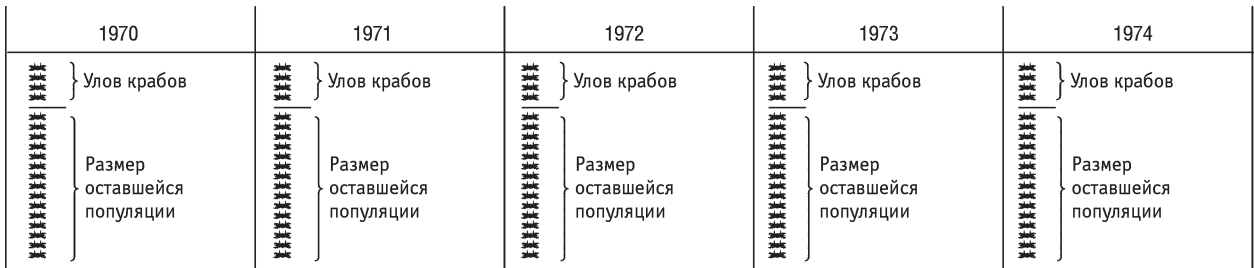 1970 1971 1972 1973 1974
Улов крабов Улов крабов Улов крабов Улов крабов Улов крабов
Размер Размер Размер Размер Размер
оставшейся оставшейся оставшейся оставшейся оставшейся
популяции популяции популяции популяции популяции